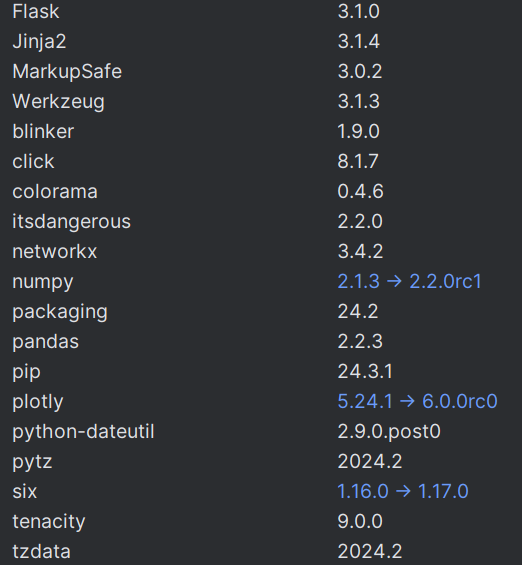 Flask 3.1.0
Jinja2 3.1.4
MarkupSafe 3.0.2
Werkzeug 3.1.3
blinker 1.9.0
click 8.1.7
colorama 0.4.6
itsdangerous 2.2.0
networkx 3.4.2
numpy 2.1.3 → 2.2.0rc1
packaging 24.2
pandas 2.2.3
pip 24.3.1
plotly 5.24.1 → 6.0.0rc0
python-dateutil 2.9.0.post0
pytz 2024.2
six 1.16.0 → 1.17.0
tenacity 9.0.0
tzdata 2024.2